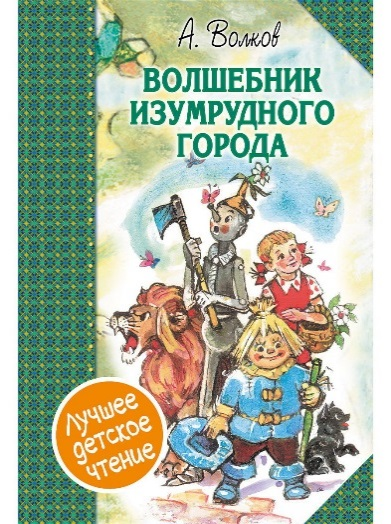 А. Волков
ВОЛШЕБНИК
ИЗУМРУДНОГО
ГОРОДА
Лучшее
детское
чтение